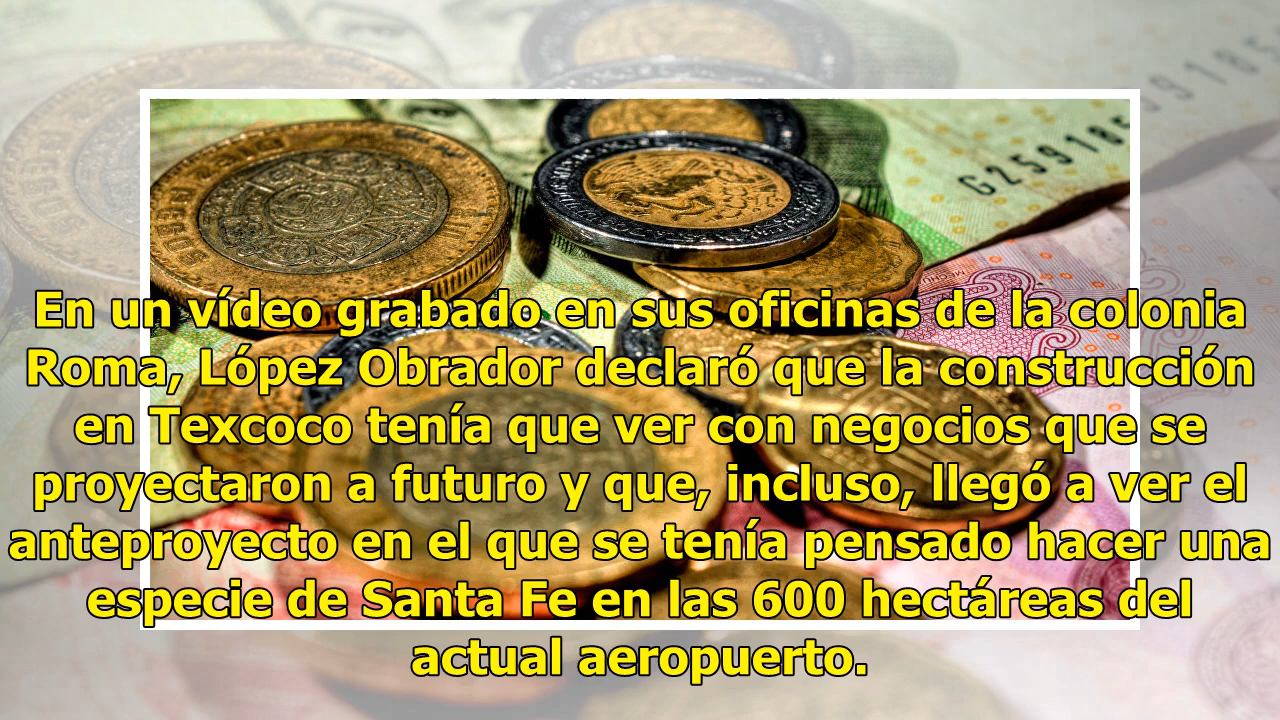 G259185
En un vídeo grabado en sus oficinas de la colonia
Roma, López Obrador declaró que la construcción
en Texcoco tenía que ver con negocios que se
proyectaron a futuro y que, incluso, llegó a ver el
anteproyecto en el que se tenía pensado hacer una
especie de Santa Fe en las 600 hectáreas del
actual aeropuerto.